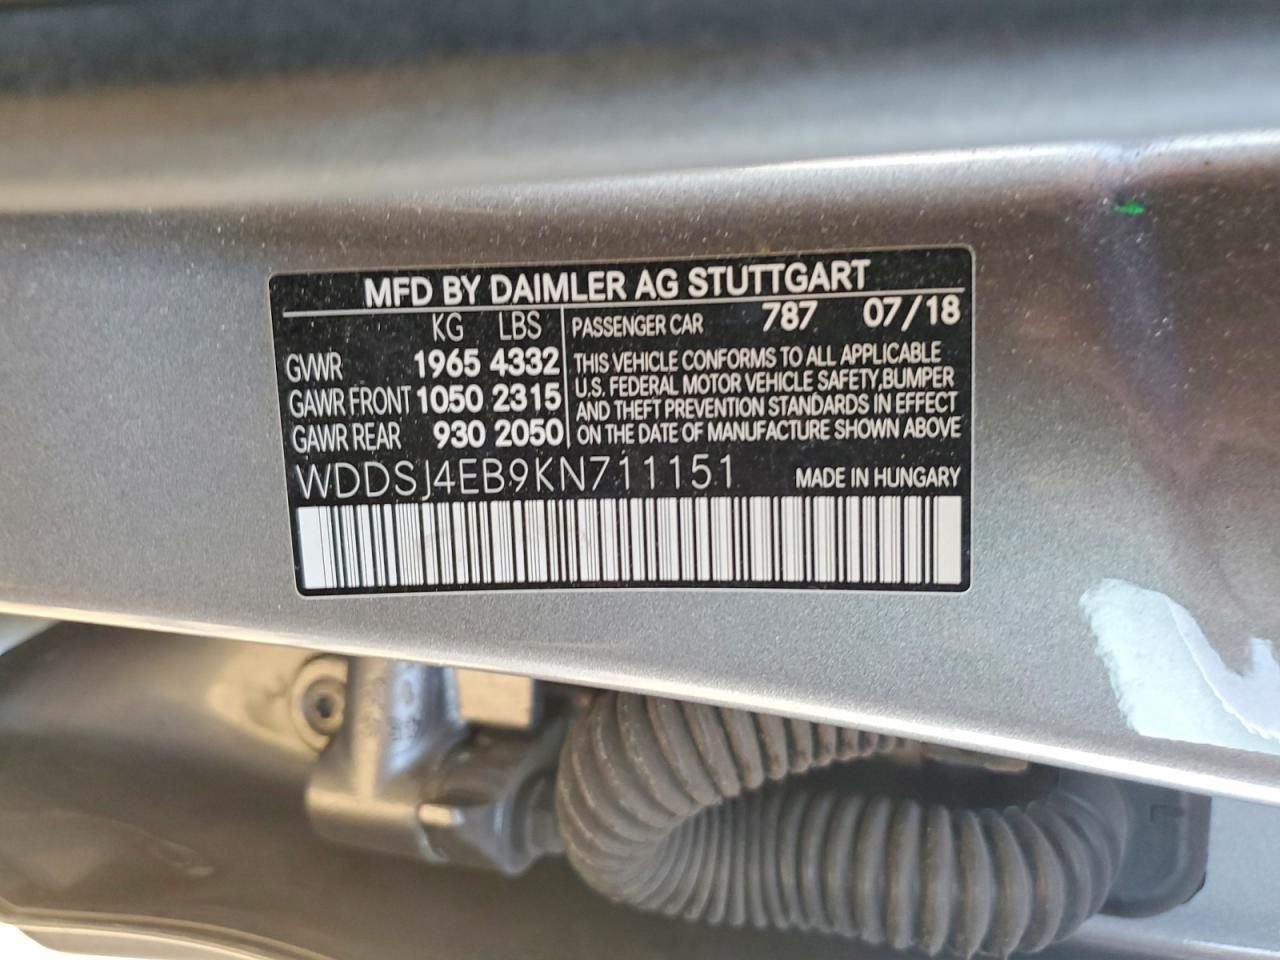 MFD BY DAIMLER AG STUTTGART
KG LBS
GVWR 1965 4332
GAWR FRONT 1050 2315
GAWR REAR 930 2050
PASSENGER CAR 787 07/18
THIS VEHICLE CONFORMS TO ALL APPLICABLE
U.S. FEDERAL MOTOR VEHICLE SAFETY,BUMPER
AND THEFT PREVENTION STANDARDS IN EFFECT
ON THE DATE OF MANUFACTURE SHOWN ABOVE
WDDSJ4EB9KN711151 MADE IN HUNGARY